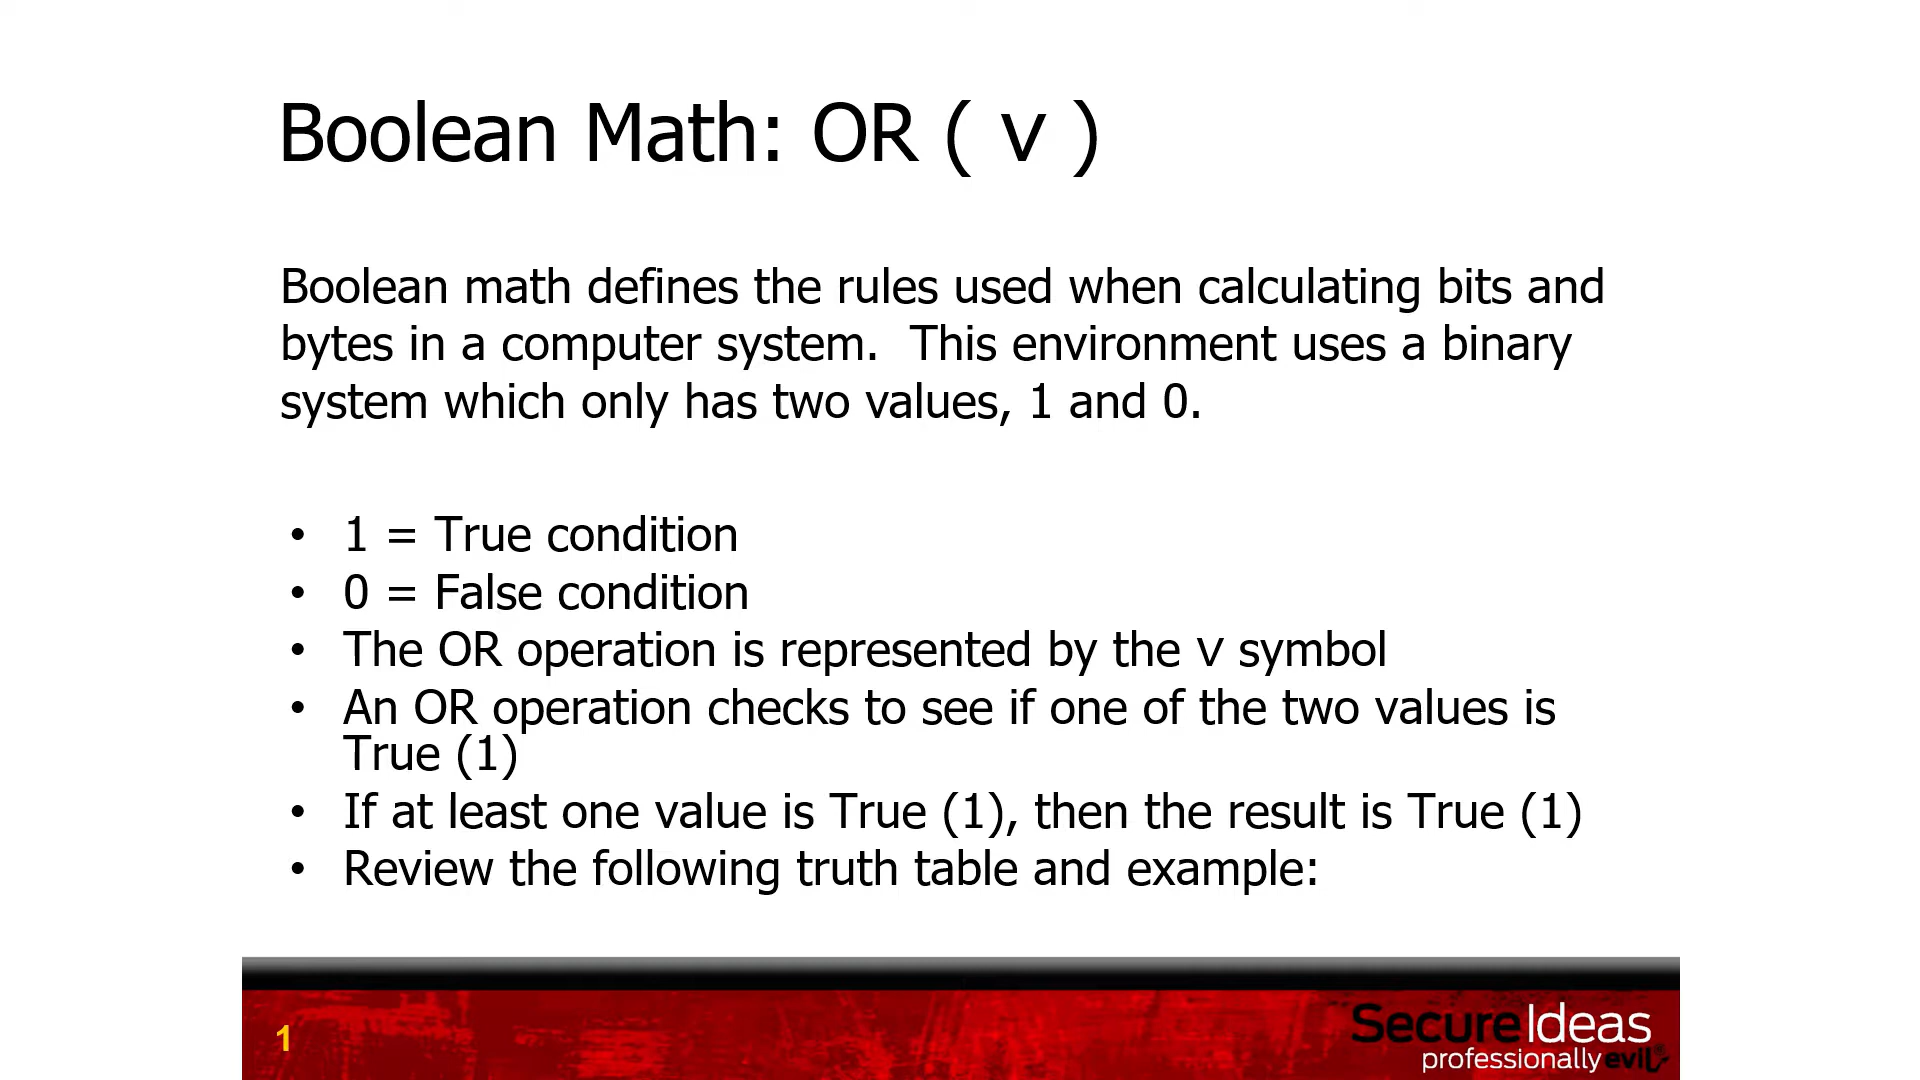 Boolean Math: OR ( ∨ )
Boolean math defines the rules used when calculating bits and
bytes in a computer system.  This environment uses a binary
system which only has two values, 1 and 0.
• 1 = True condition
• 0 = False condition
• The OR operation is represented by the ∨ symbol
• An OR operation checks to see if one of the two values is
True (1)
• If at least one value is True (1), then the result is True (1)
• Review the following truth table and example:
1
SecureIdeas
professionallyevil